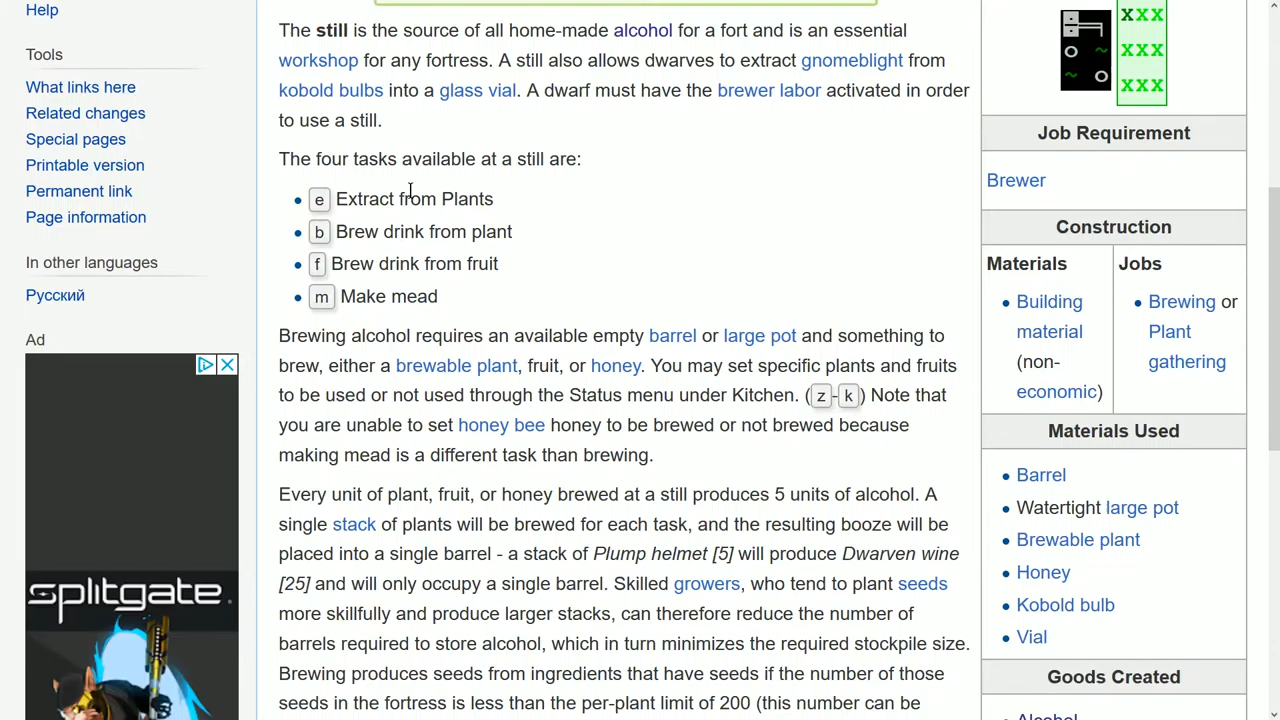 Help
Tools
What links here
Related changes
Special pages
Printable version
Permanent link
Page information
In other languages
Русский
Ad
splitgate.
The still is the source of all home-made alcohol for a fort and is an essential
workshop for any fortress. A still also allows dwarves to extract gnomeblight from
kobold bulbs into a glass vial. A dwarf must have the brewer labor activated in order
to use a still.
The four tasks available at a still are:
e Extract from Plants
b Brew drink from plant
f Brew drink from fruit
m Make mead
Brewing alcohol requires an available empty barrel or large pot and something to
brew, either a brewable plant, fruit, or honey. You may set specific plants and fruits
to be used or not used through the Status menu under Kitchen. (z-k) Note that
you are unable to set honey bee honey to be brewed or not brewed because
making mead is a different task than brewing.
Every unit of plant, fruit, or honey brewed at a still produces 5 units of alcohol. A
single stack of plants will be brewed for each task, and the resulting booze will be
placed into a single barrel - a stack of Plump helmet [5] will produce Dwarven wine
[25] and will only occupy a single barrel. Skilled growers, who tend to plant seeds
more skillfully and produce larger stacks, can therefore reduce the number of
barrels required to store alcohol, which in turn minimizes the required stockpile size.
Brewing produces seeds from ingredients that have seeds if the number of those
seeds in the fortress is less than the per-plant limit of 200 (this number can be
XXX
XXX
XXX
Job Requirement
Brewer
Construction
Materials
Building
material
(non-
economic)
Jobs
Brewing or
Plant
gathering
Materials Used
Barrel
Watertight large pot
Brewable plant
Honey
Kobold bulb
Vial
Goods Created
Alcohol